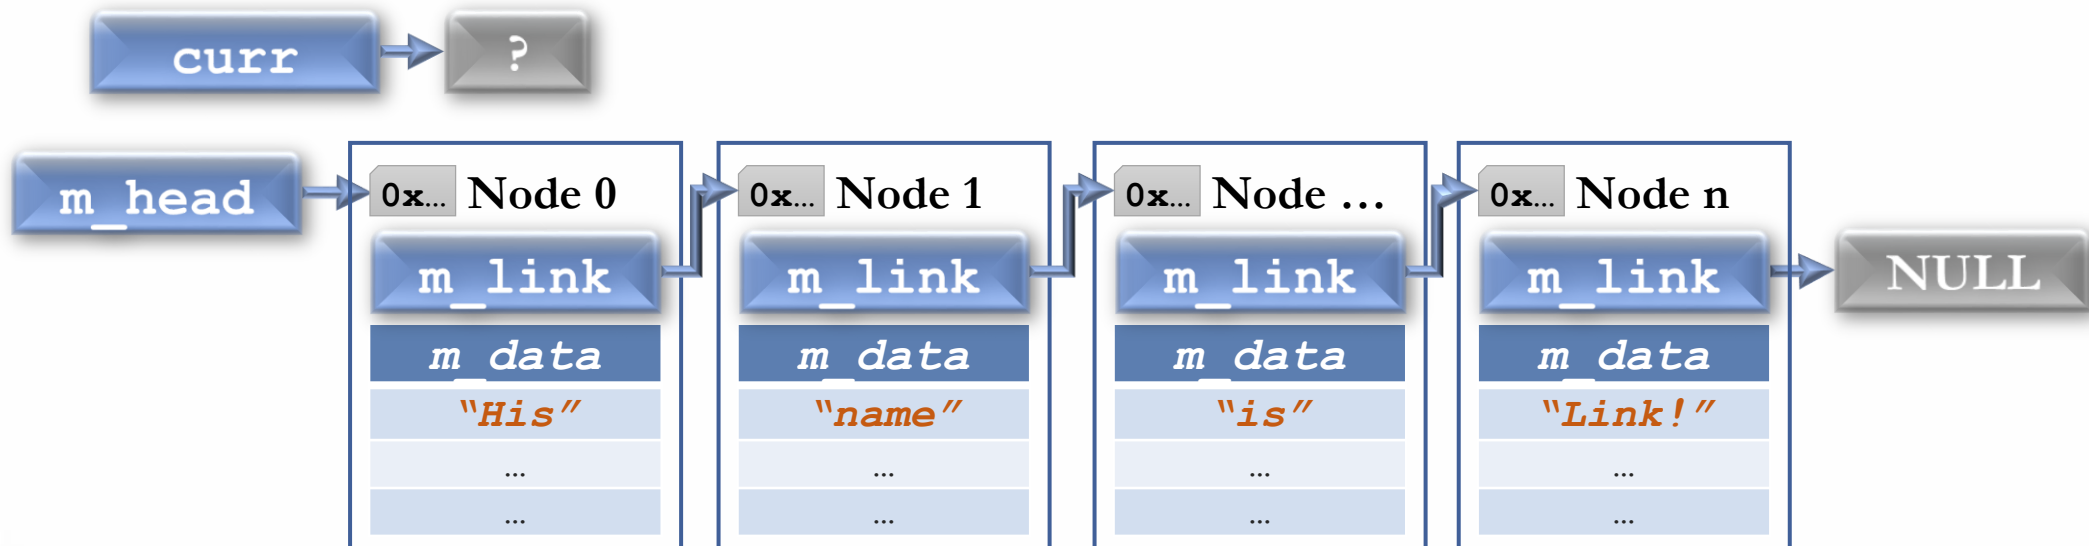 curr ?
m_head 0x... Node 0 0x... Node 1 0x... Node ... 0x... Node n
m_link m_link m_link m_link NULL
m_data m_data m_data m_data
“His” “name” “is” “Link!”
... ... ... ...
... ... ... ...